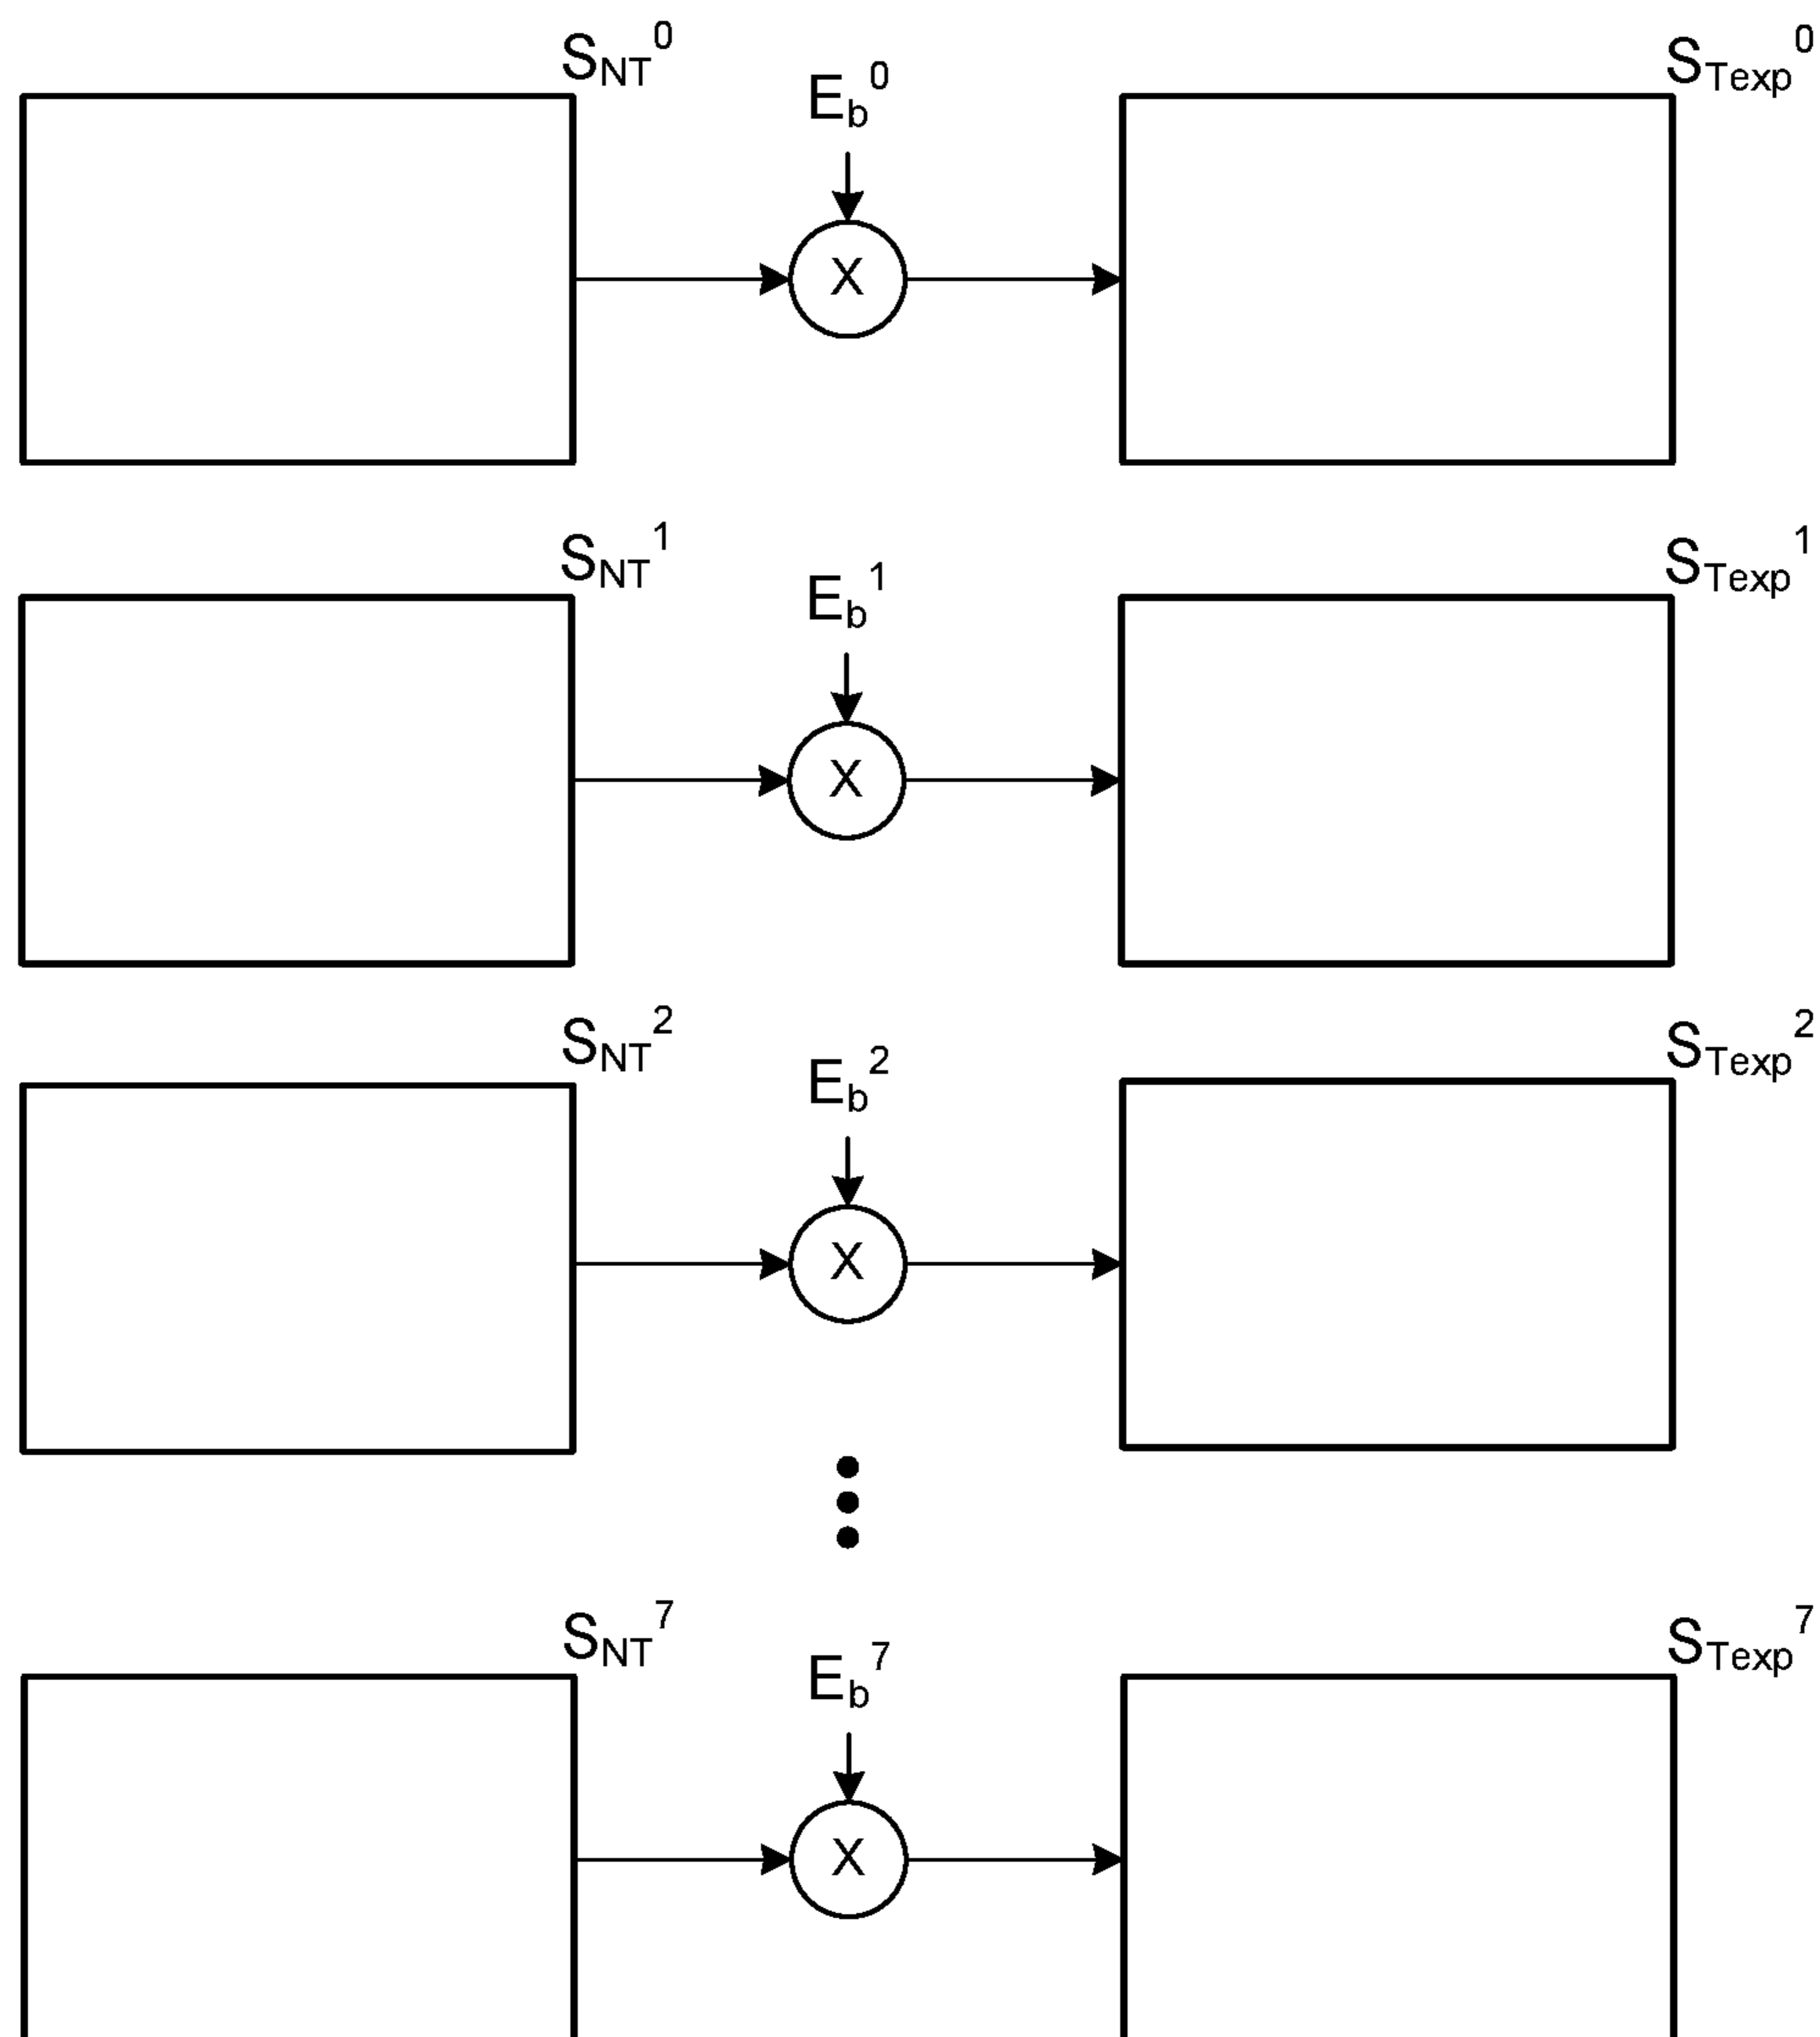 S_NT^0 E_b^0 S_Texp^0
X
S_NT^1 E_b^1 S_Texp^1
X
S_NT^2 E_b^2 S_Texp^2
X
S_NT^7 E_b^7 S_Texp^7
X